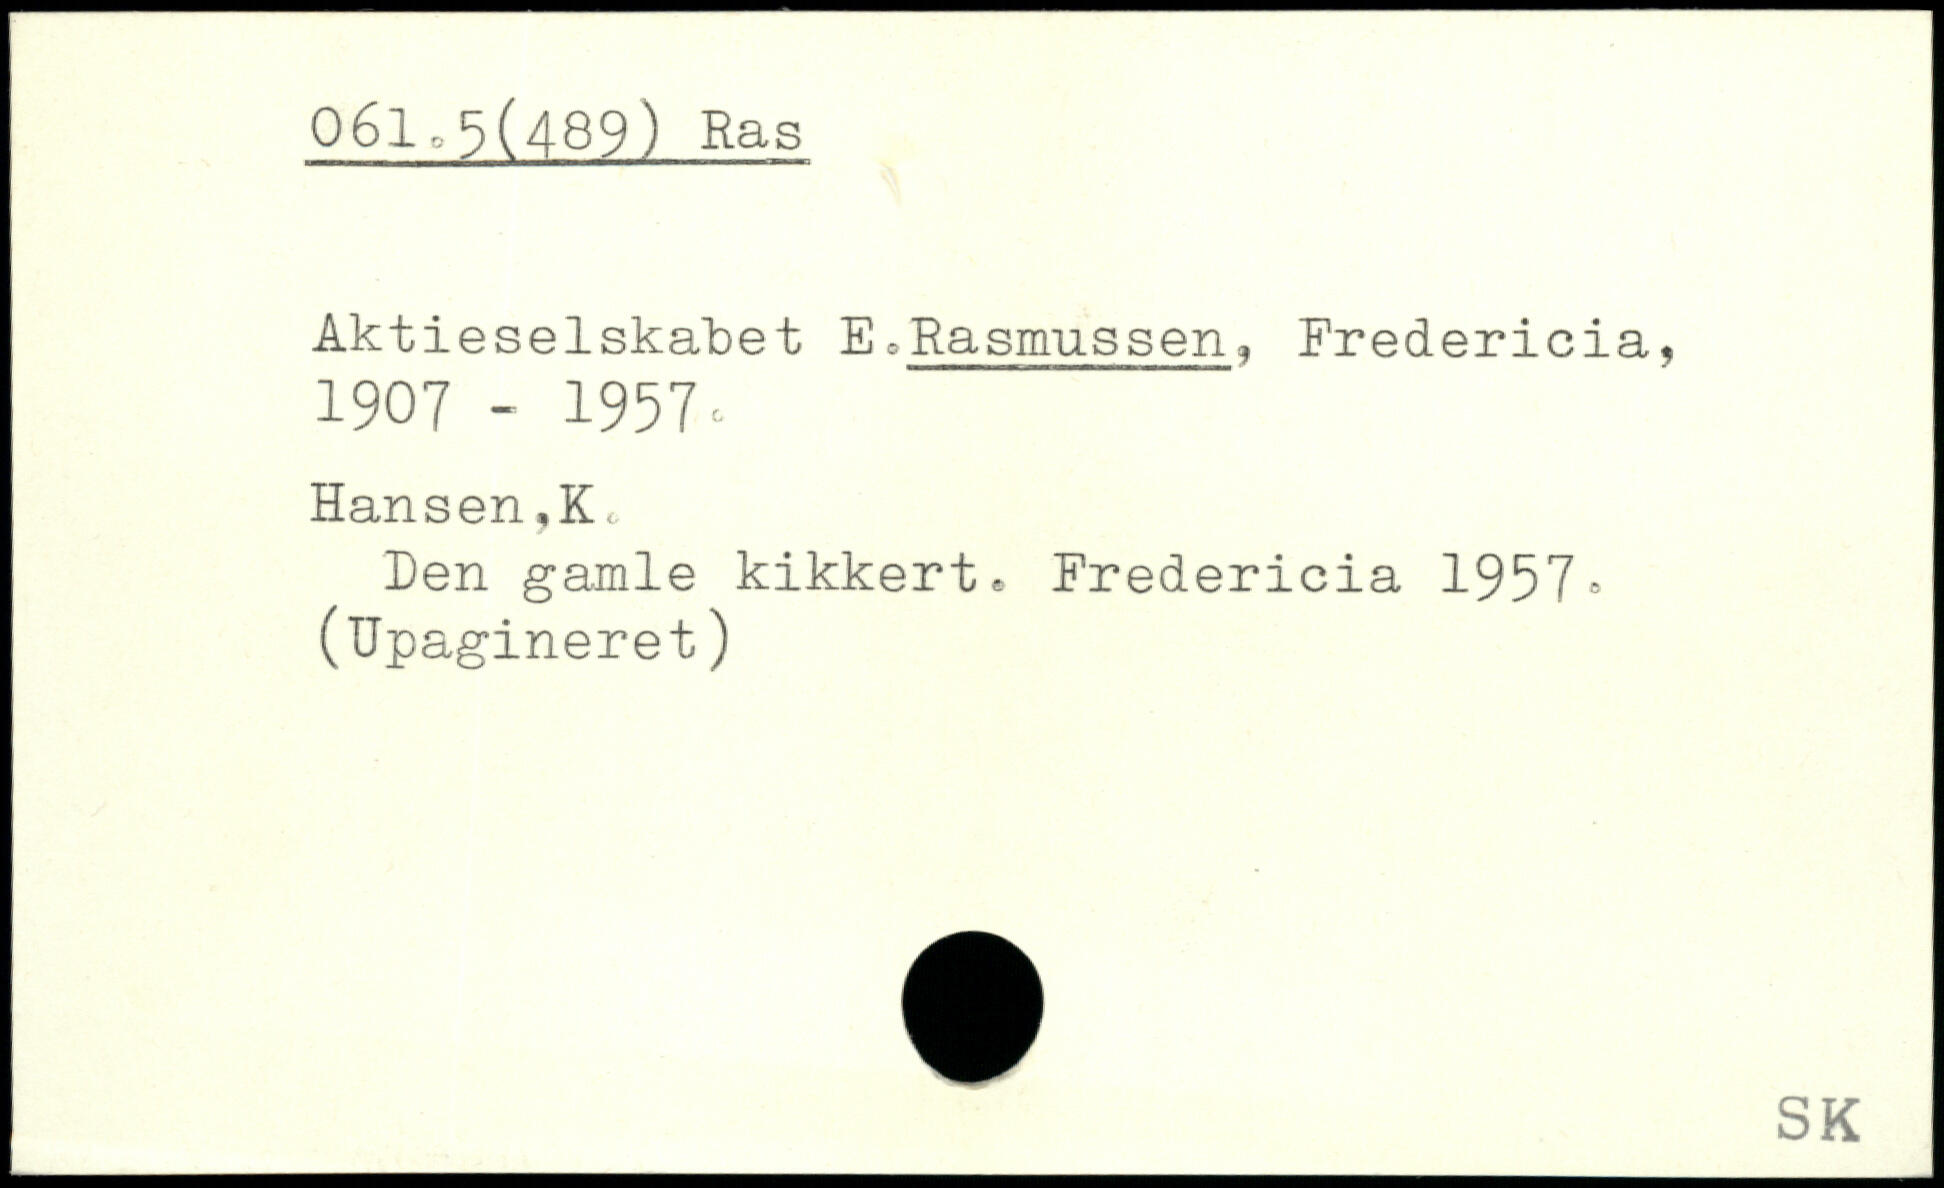 061.5(489) Ras
Aktieselskabet E.Rasmussen, Fredericia,
1907 - 1957.
Hansen,K.
Den gamle kikkert. Fredericia 1957.
(Upagineret)
SK